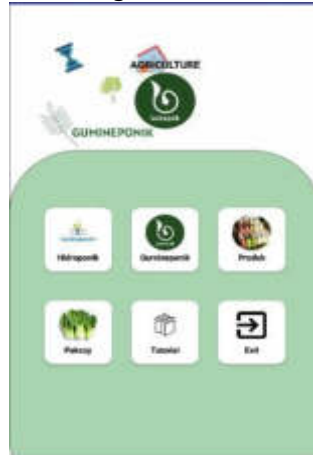 AGRICULTURE
GUMINEPONIK
Hidroponik
Gumineponik
Produk
Pakcoy
Tutorial
Exit